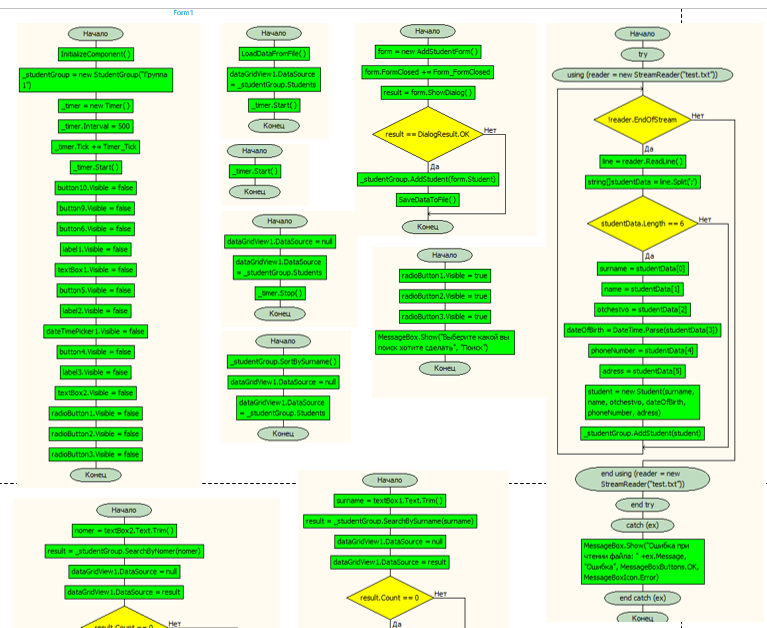 Form1
Начало
InitializeComponent()
_studentGroup = new StudentGroup("Группа
1")
_timer = new Timer()
_timer.Interval = 500
_timer.Tick += Timer_Tick
_timer.Start()
button10.Visible = false
button9.Visible = false
button6.Visible = false
label1.Visible = false
textBox1.Visible = false
button5.Visible = false
label2.Visible = false
dateTimePicker1.Visible = false
button4.Visible = false
label3.Visible = false
textBox2.Visible = false
radioButton1.Visible = false
radioButton2.Visible = false
radioButton3.Visible = false
Конец
Начало
LoadDataFromFile()
dataGridView1.DataSource
= _studentGroup.Students
_timer.Start()
Конец
Начало
_timer.Start()
Конец
Начало
dataGridView1.DataSource = null
dataGridView1.DataSource
= _studentGroup.Students
_timer.Stop()
Конец
Начало
_studentGroup.SortBySurname()
dataGridView1.DataSource = null
dataGridView1.DataSource
= _studentGroup.Students
Конец
Начало
form = new AddStudentForm()
form.FormClosed += Form_FormClosed
result = form.ShowDialog()
result == DialogResult.OK
Нет
Да
_studentGroup.AddStudent(form.Student)
SaveDataToFile()
Конец
Начало
radioButton1.Visible = true
radioButton2.Visible = true
radioButton3.Visible = true
MessageBox.Show("Выберите какой вы
поиск хотите сделать", "Поиск")
Конец
Начало
try
using (reader = new StreamReader("test.txt"))
!reader.EndOfStream
Нет
Да
line = reader.ReadLine()
string[]studentData = line.Split(';')
studentData.Length == 6
Нет
Да
surname = studentData[0]
name = studentData[1]
otchestvo = studentData[2]
dateOfBirth = DateTime.Parse(studentData[3])
phoneNumber = studentData[4]
adress = studentData[5]
student = new Student(surname,
name, otchestvo, dateOfBirth,
phoneNumber, adress)
_studentGroup.AddStudent(student)
end using (reader = new
StreamReader("test.txt"))
end try
catch (ex)
MessageBox.Show("Ошибка при
чтении файла: " +ex.Message,
"Ошибка", MessageBoxButtons.OK,
MessageBoxIcon.Error)
end catch (ex)
Конец
Начало
nomer = textBox2.Text.Trim()
result = _studentGroup.SearchByNomer(nomer)
dataGridView1.DataSource = null
dataGridView1.DataSource = result
result.Count == 0
Нет
Начало
surname = textBox1.Text.Trim()
result = _studentGroup.SearchBySurname(surname)
dataGridView1.DataSource = null
dataGridView1.DataSource = result
result.Count == 0
Нет
Да